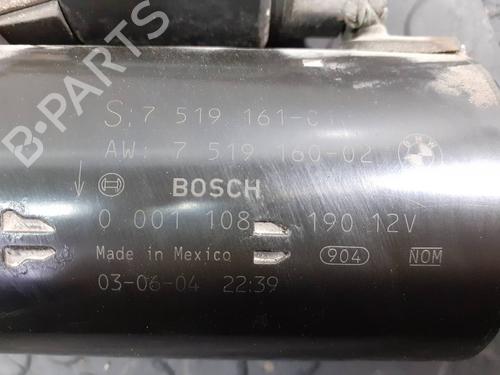 S: 7 519 161-01
AW: 7 519 160-02
BOSCH
0 001 108 190 12V
Made in Mexico 904 NOM
03-06-04 22:39
B-PARTS